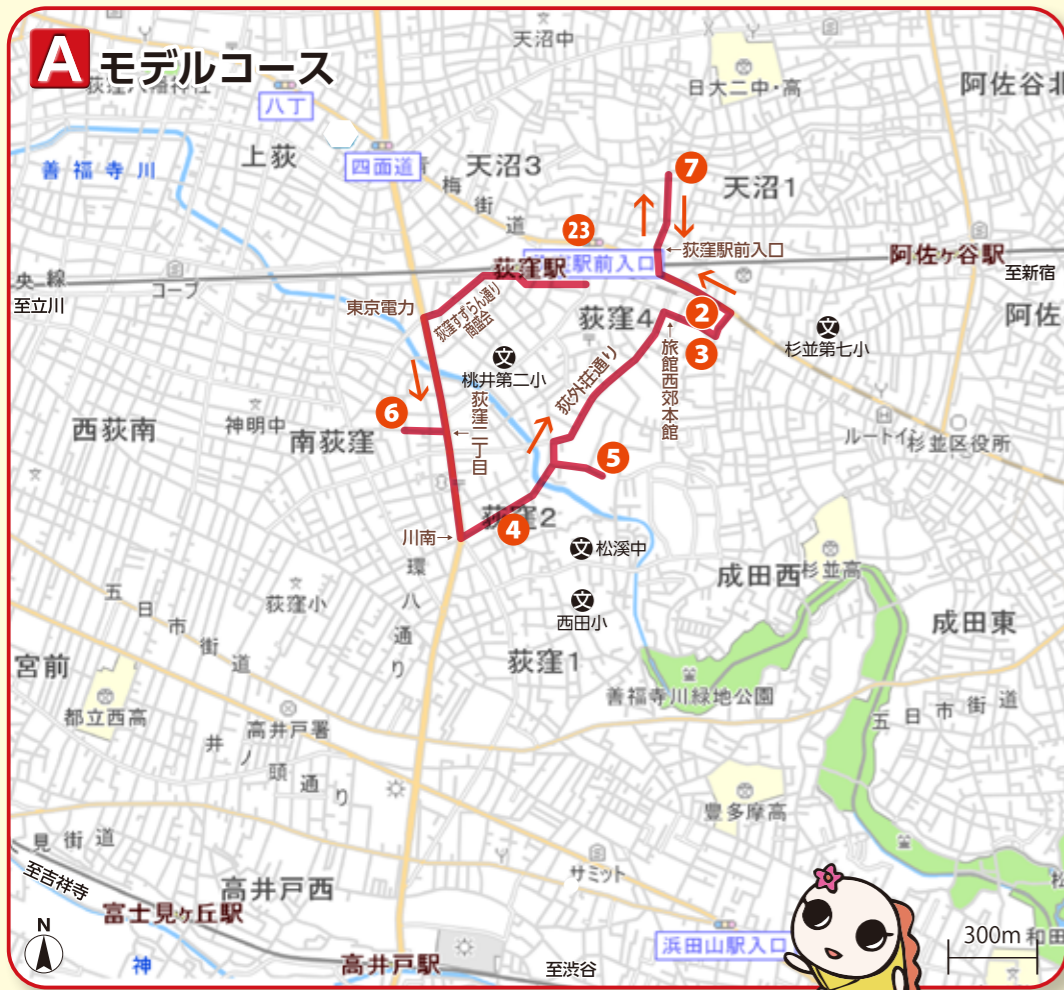 A モデルコース
天沼中
荻窪八幡神社
日大二中・高
阿佐谷北
八丁
善福寺川
上荻
四面道
天沼3
7
天沼1
青梅街道
23
←荻窪駅前入口
荻窪駅前入口
荻窪駅
阿佐ヶ谷駅
至新宿
央線
至立川
コープ
東京電力
荻窪すずらん通り
商盛会
荻窪4
2
阿佐
3
杉並第七小
桃井第二小
荻外荘通り
←旅館西郊本館
6
西荻南
神明中
南荻窪
←荻窪二丁目
ルートイン
杉並区役所
5
荻窪2
4
川南→
松溪中
環八通り
成田西
杉並高
荻窪小
西田小
五日市街道
成田東
宮前
荻窪1
善福寺川緑地公園
都立西高
高井戸署
五日市街道
井ノ頭通り
豊多摩高
見街道
サミット
至吉祥寺
高井戸西
富士見ヶ丘駅
N
神
高井戸駅
至渋谷
浜田山駅入口
300m
和田
松